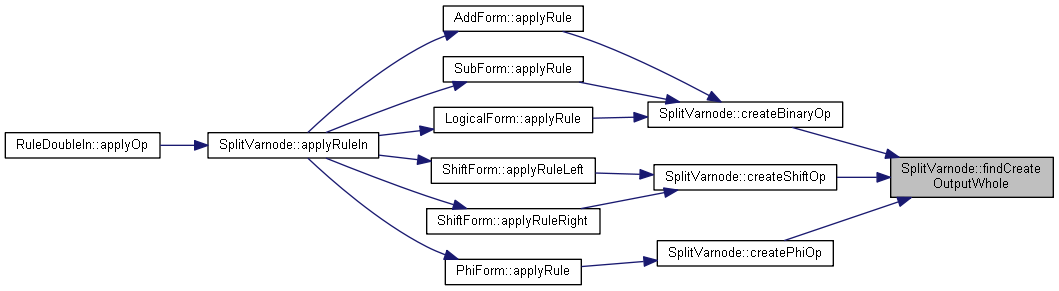 AddForm::applyRule
SubForm::applyRule
LogicalForm::applyRule
SplitVarnode::createBinaryOp
RuleDoubleIn::applyOp
SplitVarnode::applyRuleIn
ShiftForm::applyRuleLeft
SplitVarnode::createShiftOp
SplitVarnode::findCreate
OutputWhole
ShiftForm::applyRuleRight
SplitVarnode::createPhiOp
PhiForm::applyRule